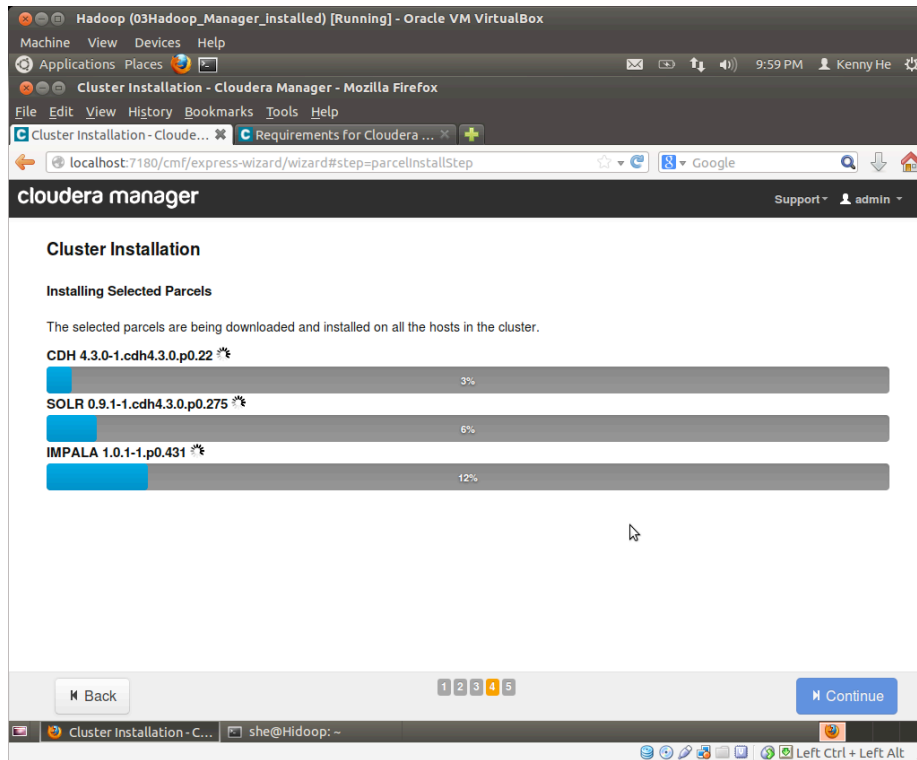 Hadoop (03Hadoop_Manager_installed) [Running] - Oracle VM VirtualBox
Machine View Devices Help
Applications Places 9:59 PM Kenny He
Cluster Installation - Cloudera Manager - Mozilla Firefox
File Edit View History Bookmarks Tools Help
Cluster Installation - Cloude... Requirements for Cloudera ...
localhost:7180/cmf/express-wizard/wizard#step=parcelInstallStep Google
cloudera manager Support admin
Cluster Installation
Installing Selected Parcels
The selected parcels are being downloaded and installed on all the hosts in the cluster.
CDH 4.3.0-1.cdh4.3.0.p0.22
3%
SOLR 0.9.1-1.cdh4.3.0.p0.275
6%
IMPALA 1.0.1-1.p0.431
12%
Back 1 2 3 4 5 Continue
Cluster Installation - C... she@Hidoop: ~
Left Ctrl + Left Alt